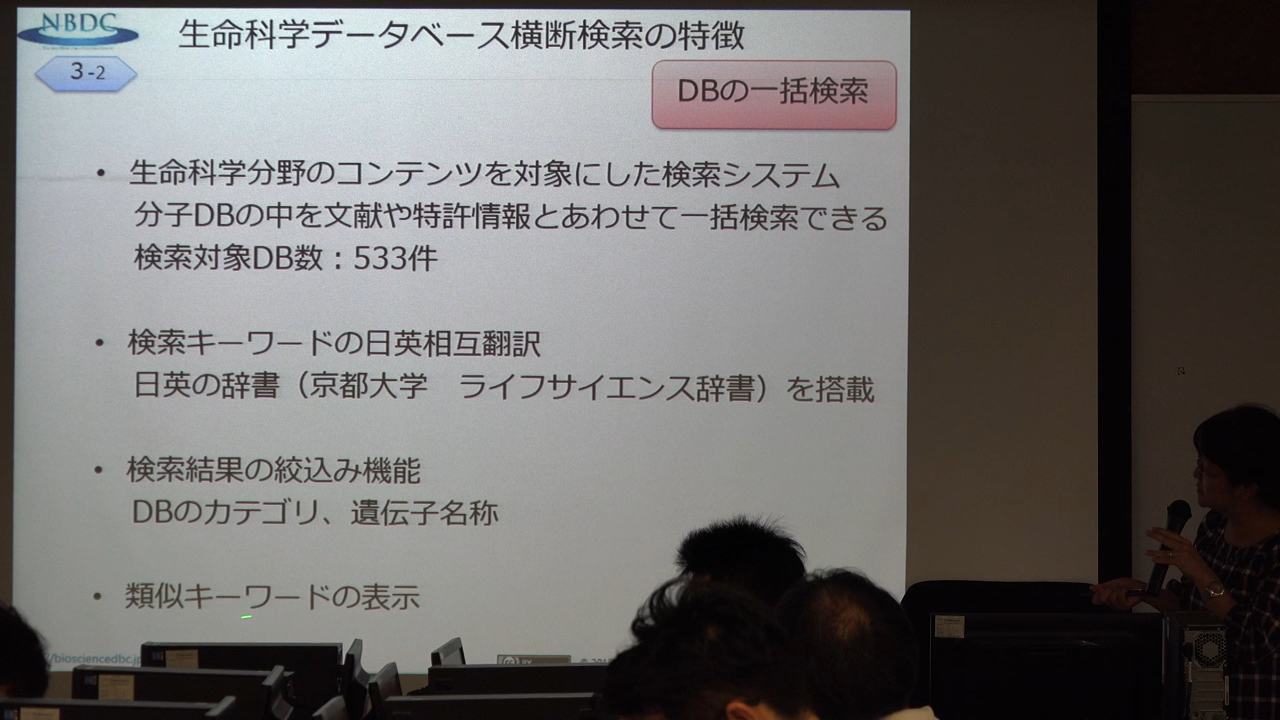 NBDC
生命科学データベース横断検索の特徴
3-2
DBの一括検索
• 生命科学分野のコンテンツを対象にした検索システム
分子DBの中を文献や特許情報とあわせて一括検索できる
検索対象DB数：533件
• 検索キーワードの日英相互翻訳
日英の辞書（京都大学　ライフサイエンス辞書）を搭載
• 検索結果の絞込み機能
DBのカテゴリ、遺伝子名称
• 類似キーワードの表示
/biosciencedbc.jp